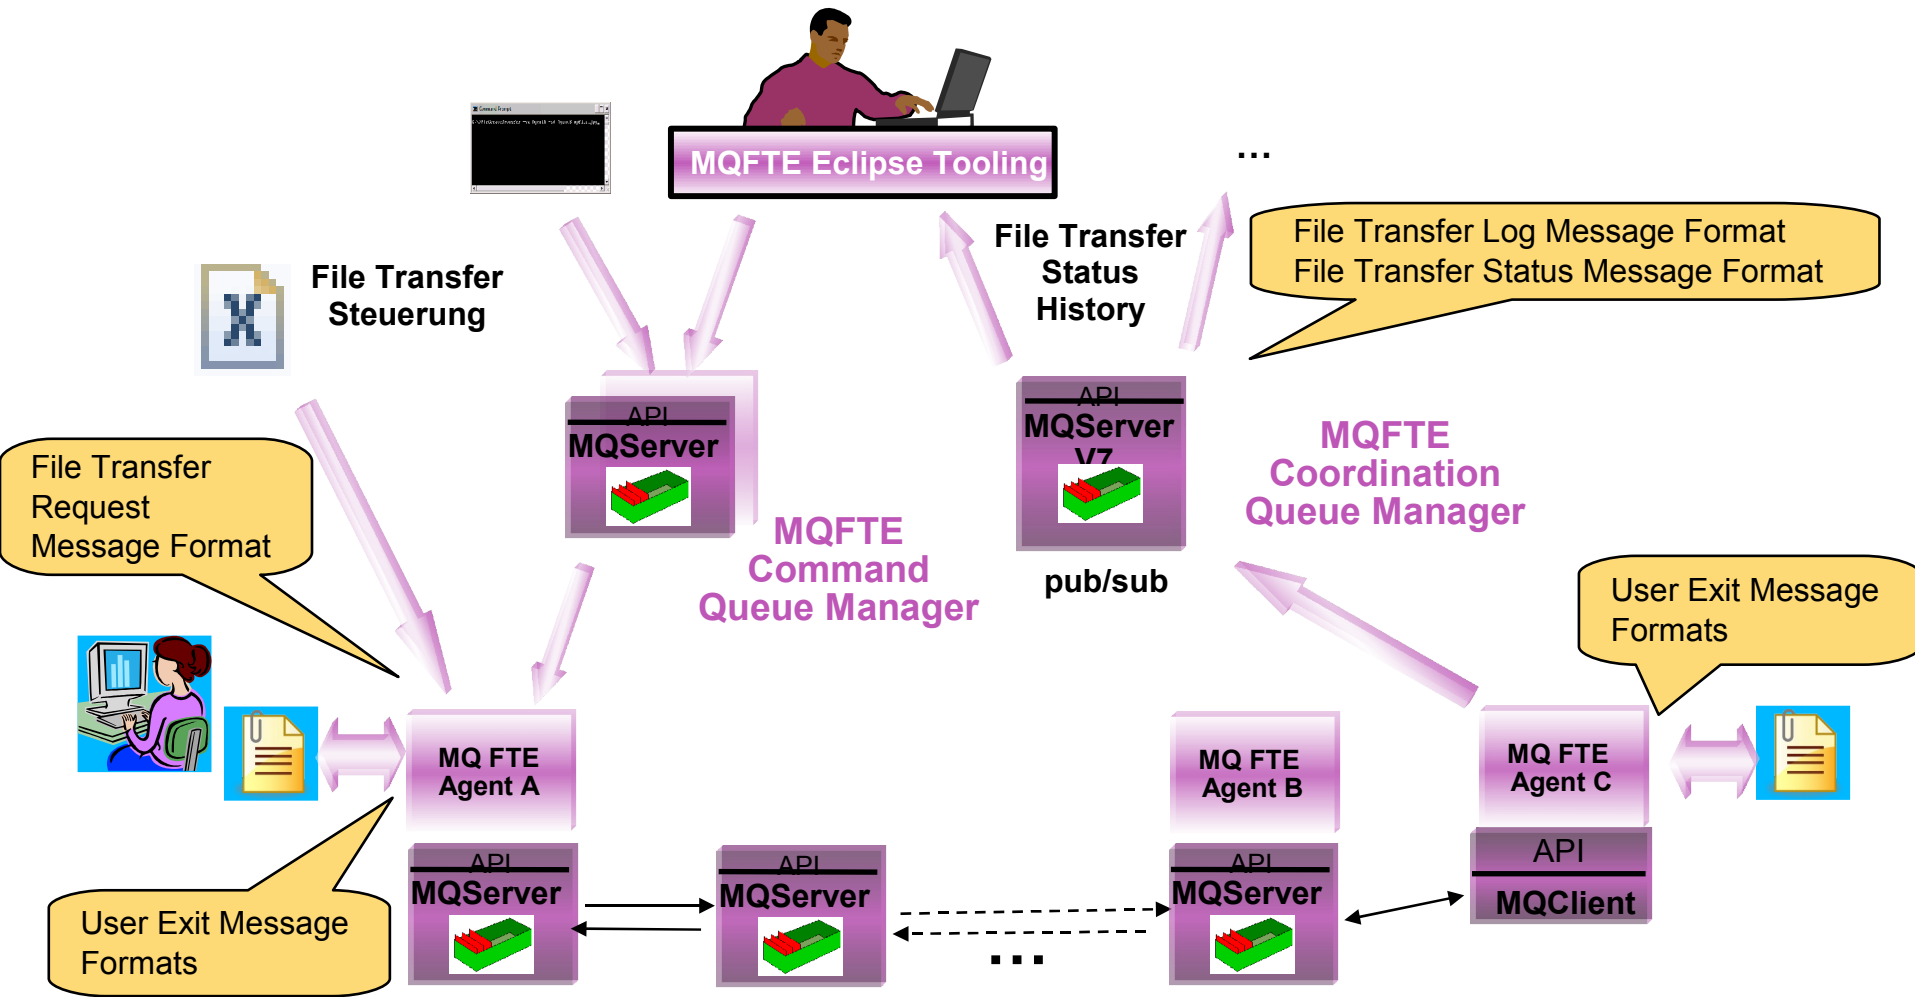 Command Prompt
MQFTE Eclipse Tooling
...
File Transfer
Steuerung
File Transfer
Status
History
File Transfer Log Message Format
File Transfer Status Message Format
API
MQServer
API
MQServer
V7
MQFTE
Coordination
Queue Manager
File Transfer
Request
Message Format
MQFTE
Command
Queue Manager
pub/sub
User Exit Message
Formats
MQ FTE
Agent A
MQ FTE
Agent B
MQ FTE
Agent C
API
MQServer
API
MQServer
API
MQServer
API
MQClient
User Exit Message
Formats
...